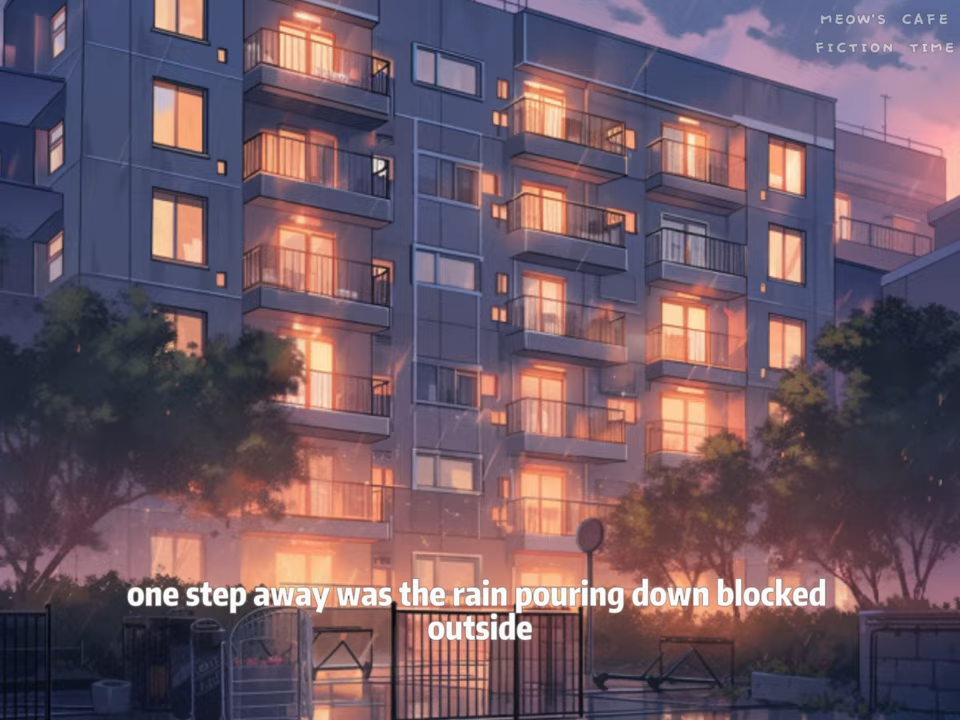 MEOW'S CAFE
FICTION TIME
one step away was the rain pouring down blocked
outside